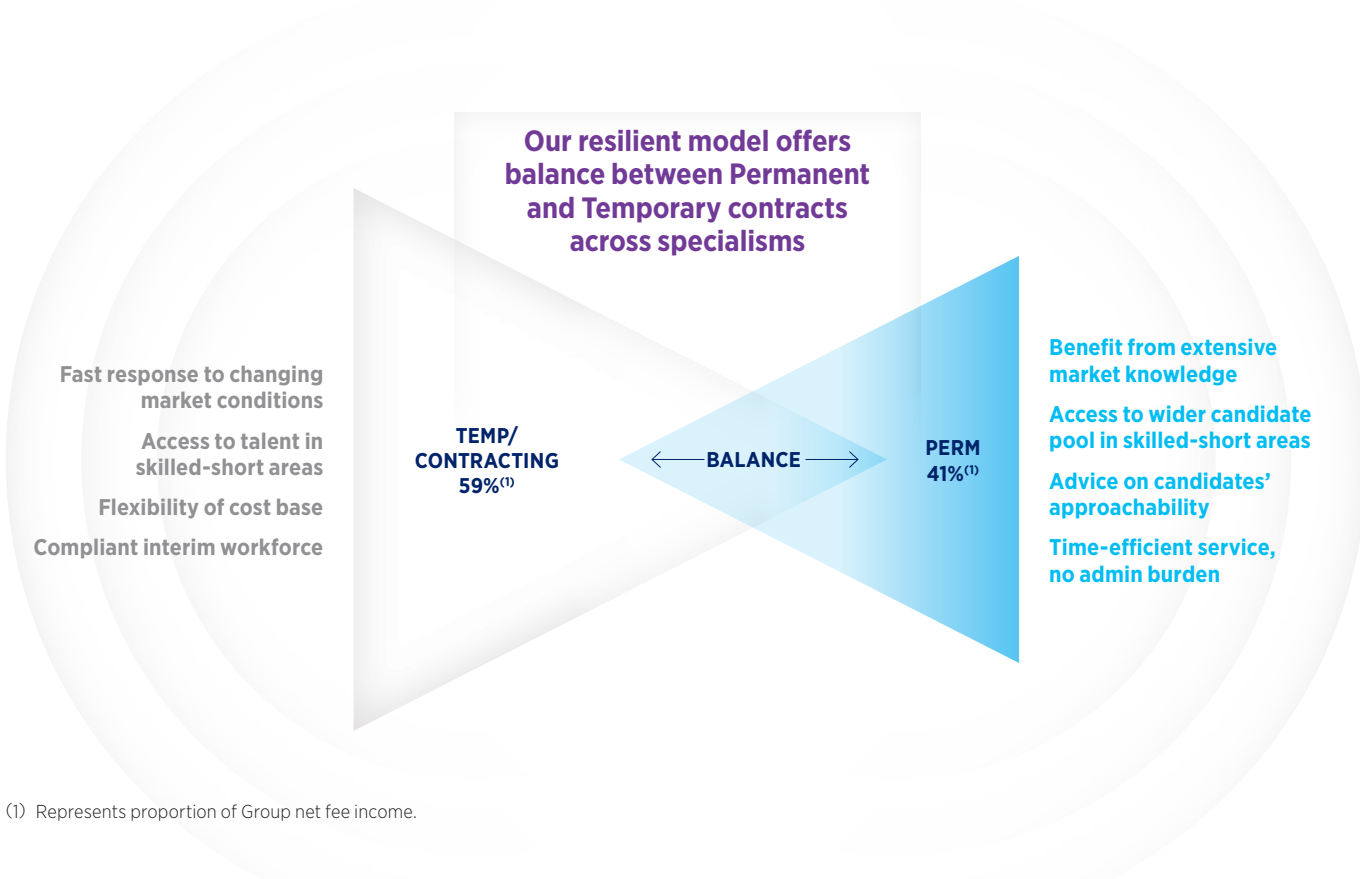 Our resilient model offers
balance between Permanent
and Temporary contracts
across specialisms
Fast response to changing
market conditions
Access to talent in
skilled-short areas
Flexibility of cost base
Compliant interim workforce
TEMP/
CONTRACTING
59%(1)
BALANCE
PERM
41%(1)
Benefit from extensive
market knowledge
Access to wider candidate
pool in skilled-short areas
Advice on candidates’
approachability
Time-efficient service,
no admin burden
(1) Represents proportion of Group net fee income.